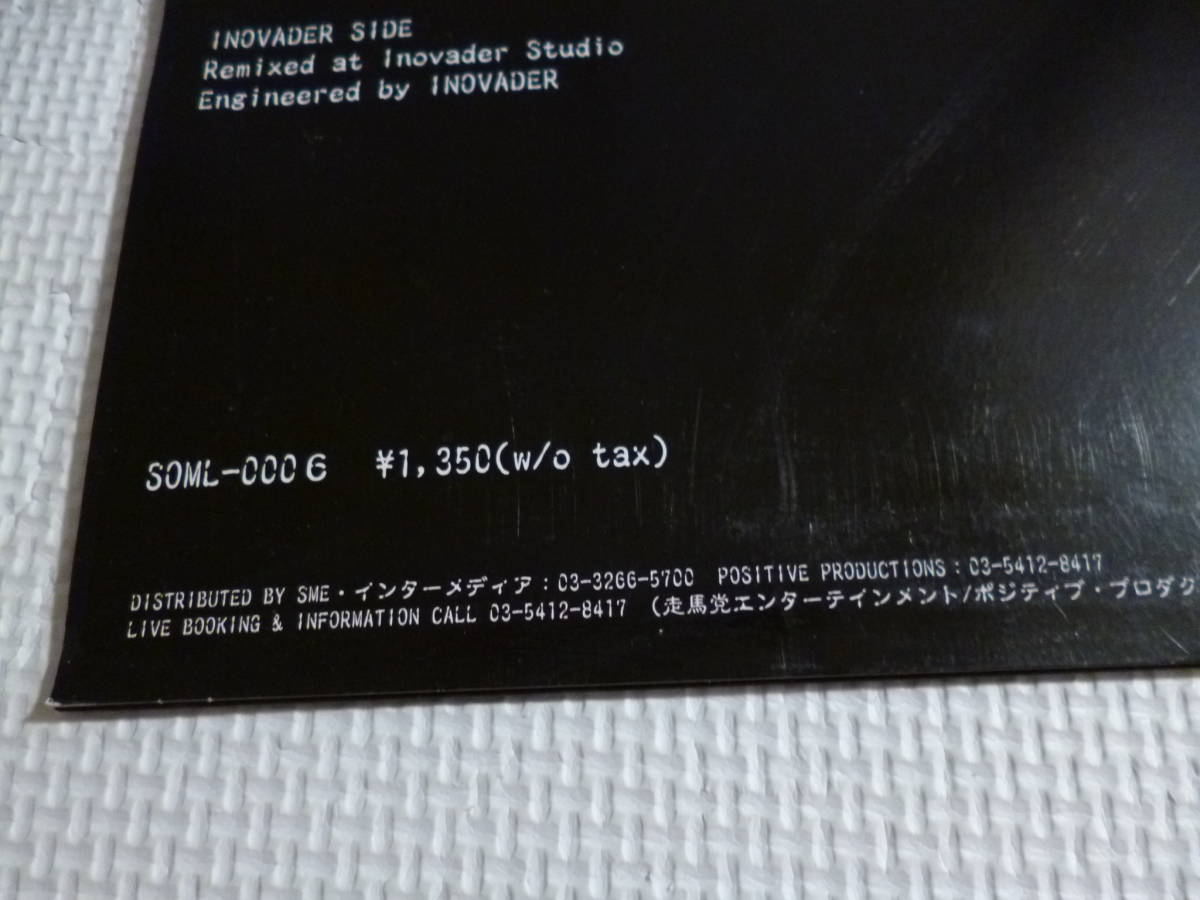 INOVADER SIDE
Remixed at Inovader Studio
Engineered by INOVADER
SOML-0006 ¥1,350(w/o tax)
DISTRIBUTED BY SME・インターメディア:03-3266-5700 POSITIVE PRODUCTIONS:03-5412-8417
LIVE BOOKING & INFORMATION CALL 03-5412-8417 (走馬党エンターテインメント/ポジティブ・プロダク